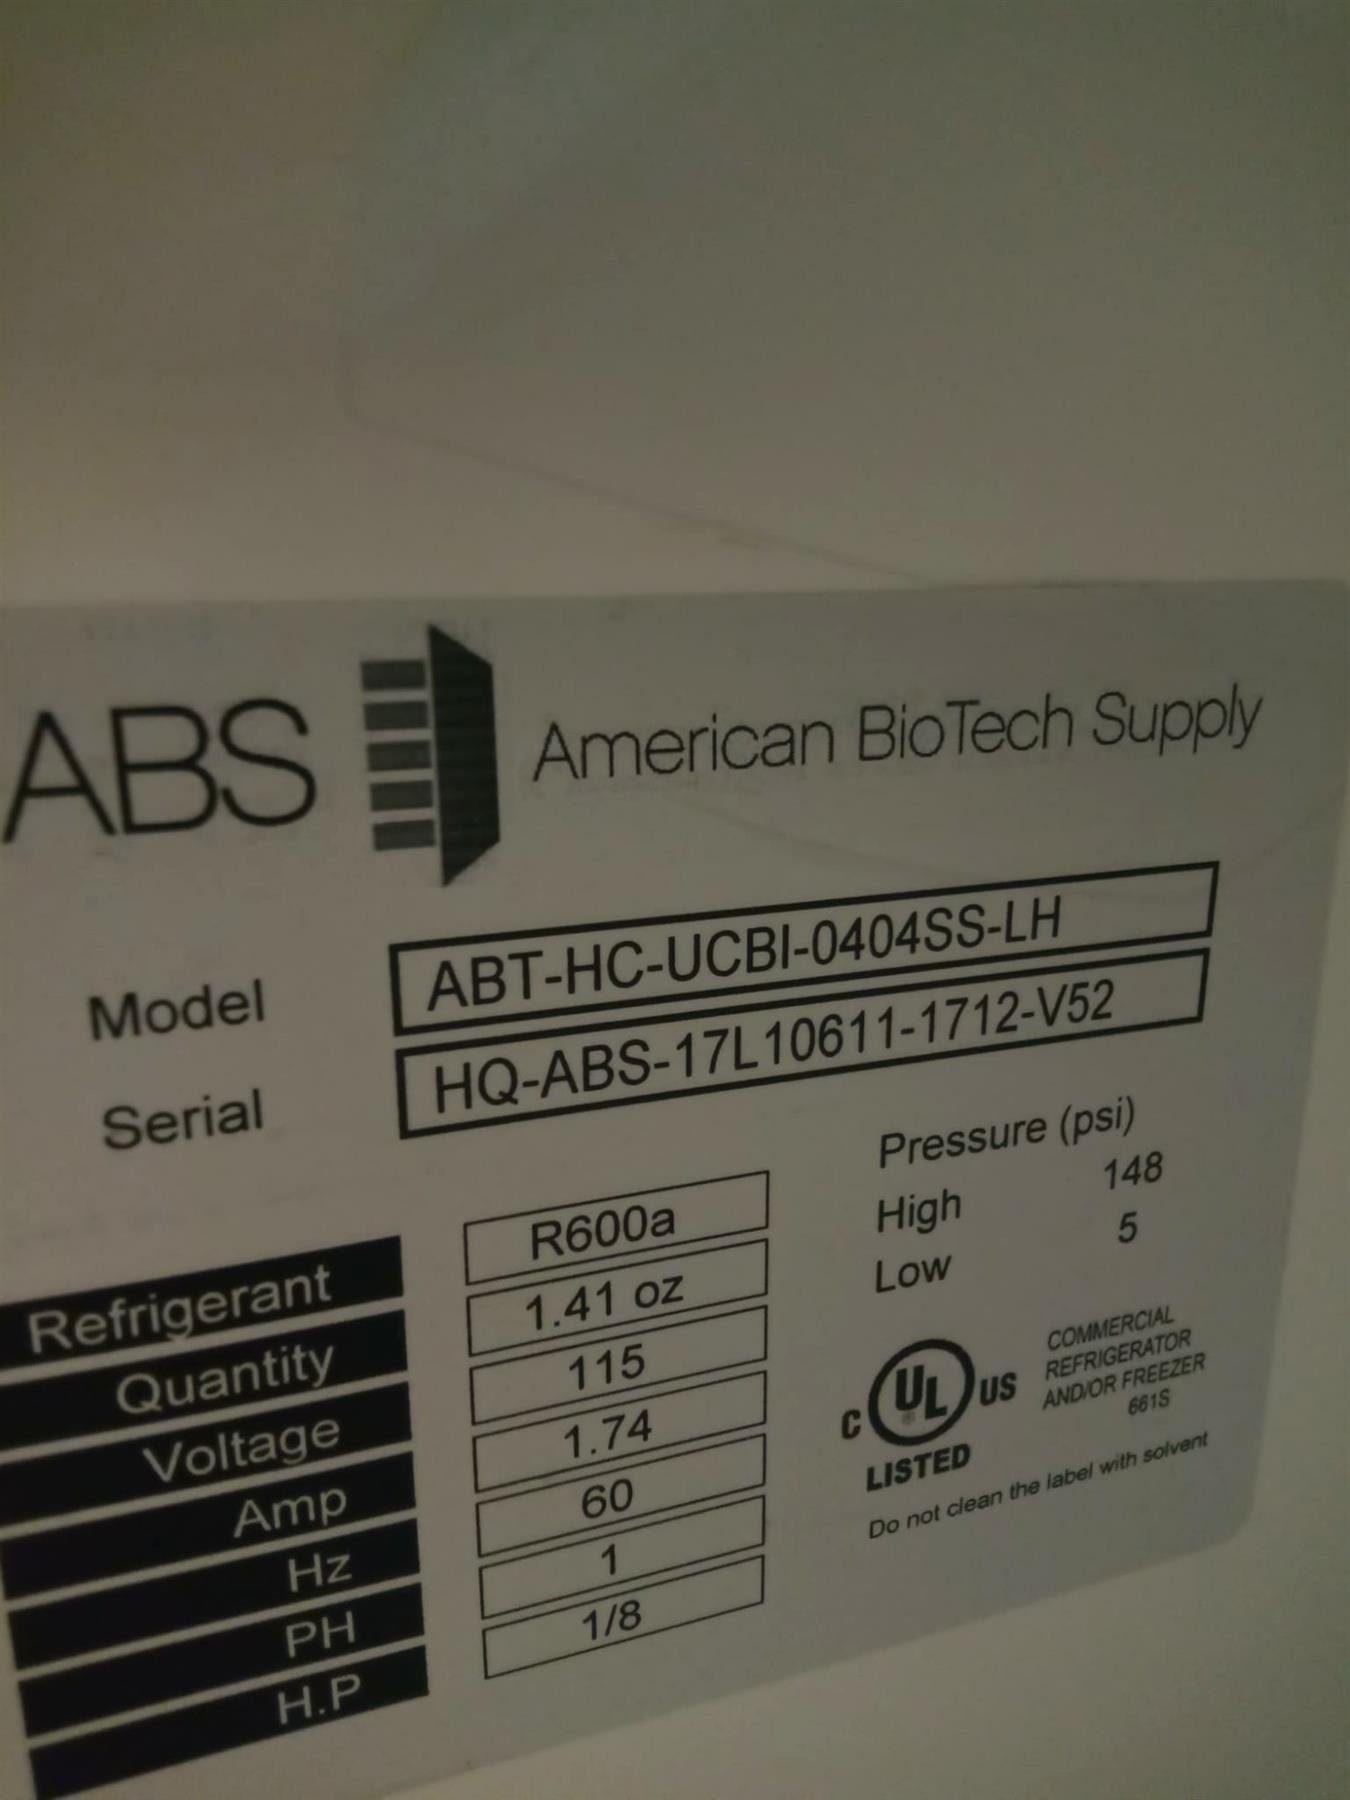 ABS American BioTech Supply
Model ABT-HC-UCBI-0404SS-LH
Serial HQ-ABS-17L10611-1712-V52
Refrigerant R600a
Quantity 1.41 oz
Voltage 115
Amp 1.74
Hz 60
PH 1
H.P 1/8
Pressure (psi)
High 148
Low 5
C UL US
LISTED
COMMERCIAL
REFRIGERATOR
AND/OR FREEZER
661S
Do not clean the label with solvent